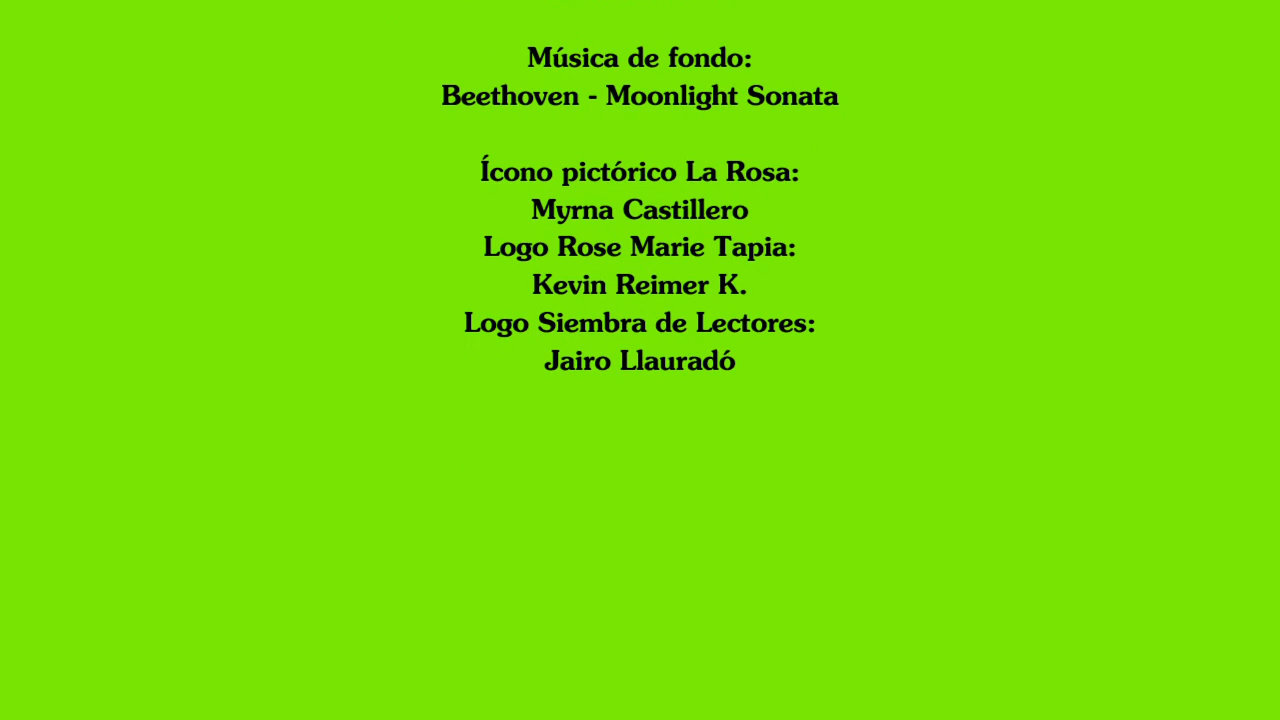 Música de fondo:
Beethoven - Moonlight Sonata
Ícono pictórico La Rosa:
Myrna Castillero
Logo Rose Marie Tapia:
Kevin Reimer K.
Logo Siembra de Lectores:
Jairo Llauradó